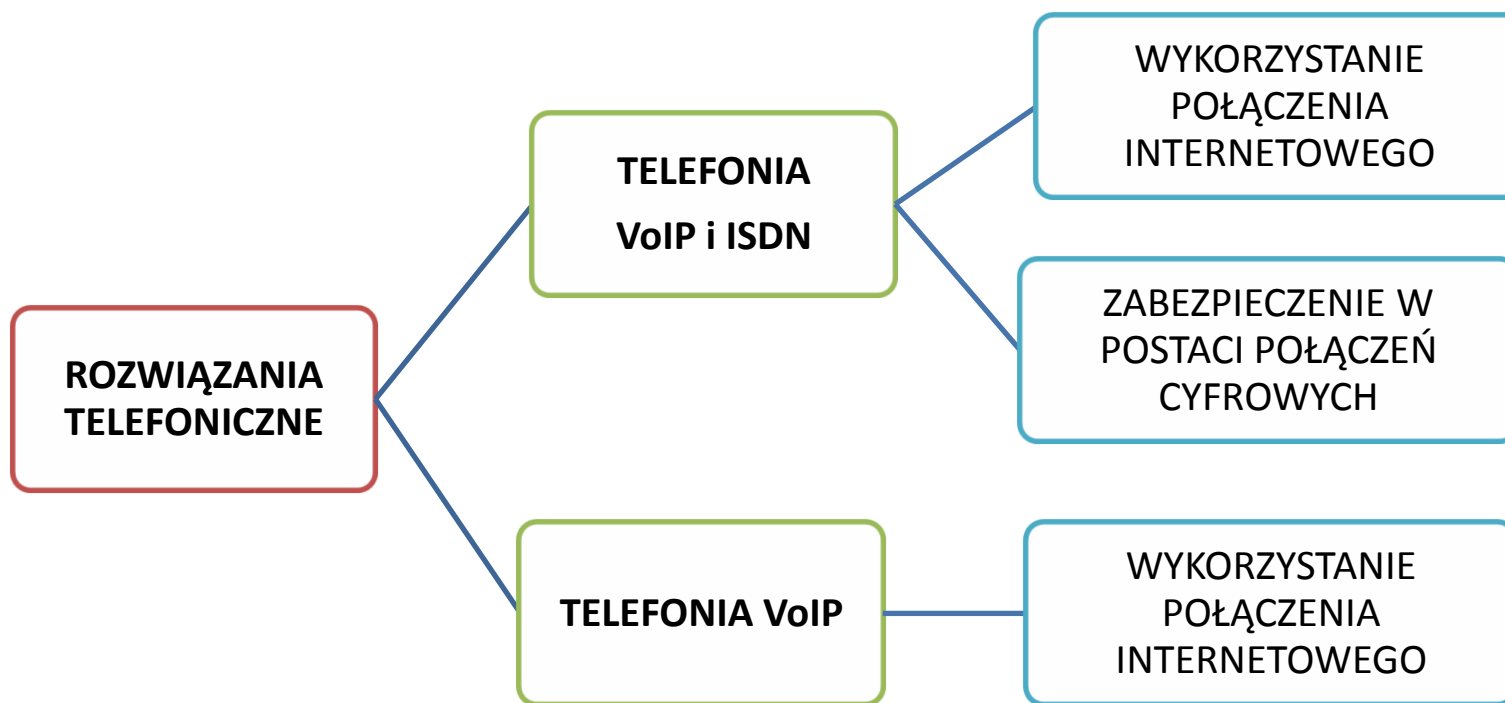 ROZWIĄZANIA
TELEFONICZNE
TELEFONIA
VoIP i ISDN
WYKORZYSTANIE
POŁĄCZENIA
INTERNETOWEGO
ZABEZPIECZENIE W
POSTACI POŁĄCZEŃ
CYFROWYCH
TELEFONIA VoIP
WYKORZYSTANIE
POŁĄCZENIA
INTERNETOWEGO